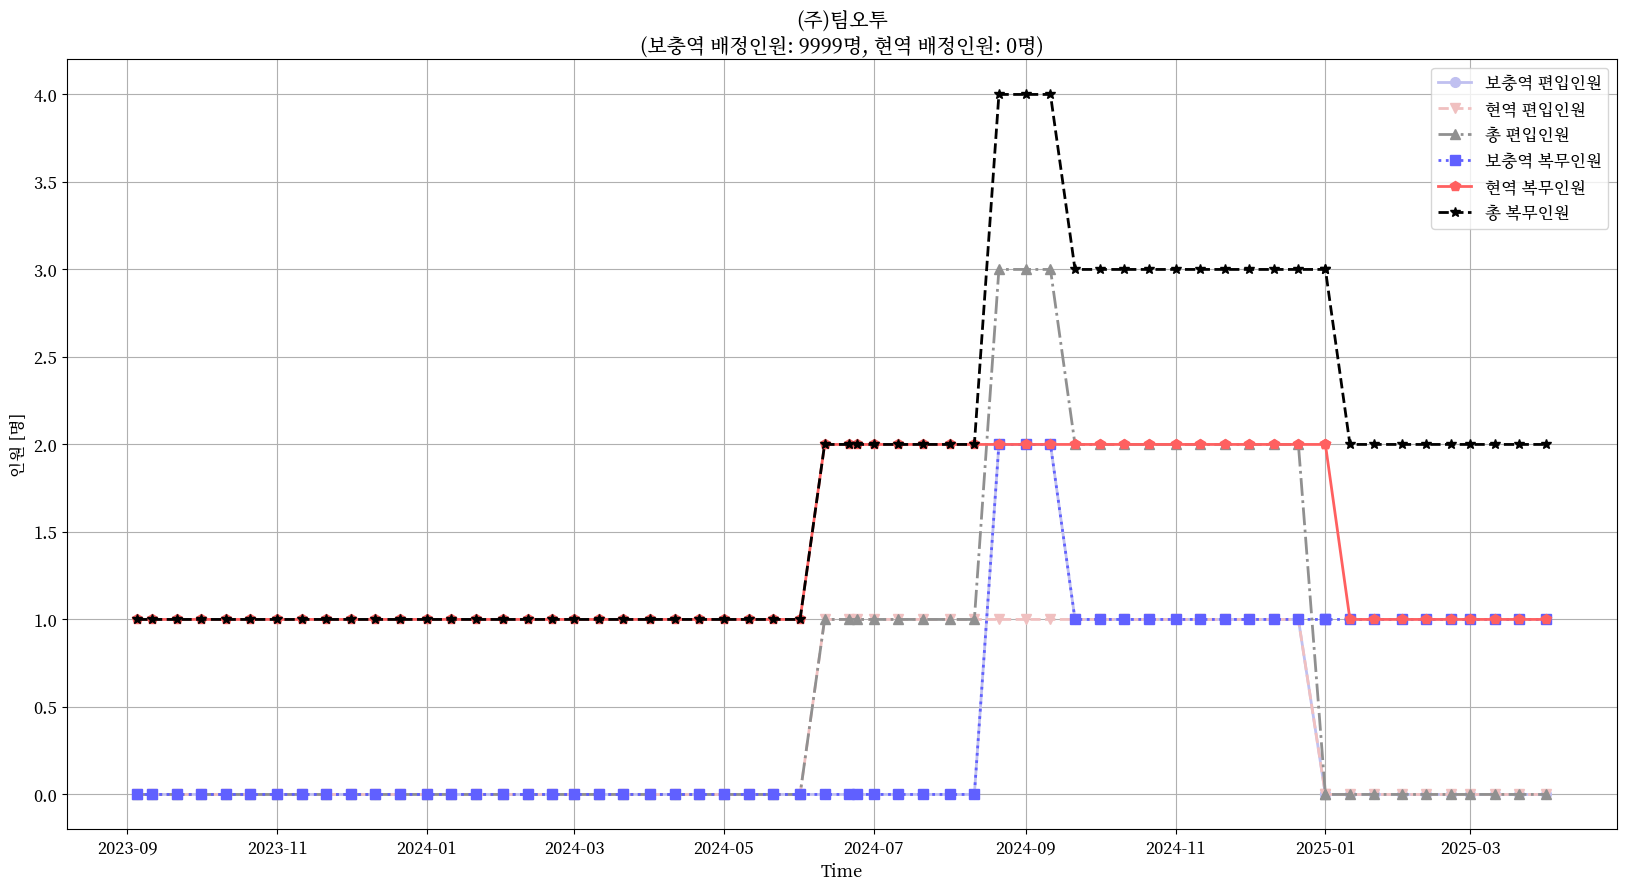 (주)팀오투
(보충역 배정인원: 9999명, 현역 배정인원: 0명)
보충역 편입인원
현역 편입인원
총 편입인원
보충역 복무인원
현역 복무인원
총 복무인원
인원 [명]
4.0
3.5
3.0
2.5
2.0
1.5
1.0
0.5
0.0
2023-09 2023-11 2024-01 2024-03 2024-05 2024-07 2024-09 2024-11 2025-01 2025-03
Time